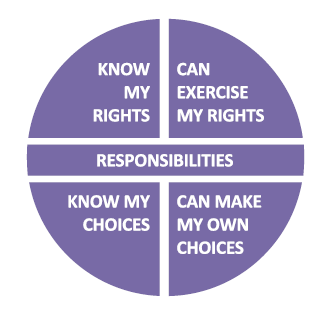 KNOW
MY
RIGHTS
CAN
EXERCISE
MY RIGHTS
RESPONSIBILITIES
KNOW MY
CHOICES
CAN MAKE
MY OWN
CHOICES